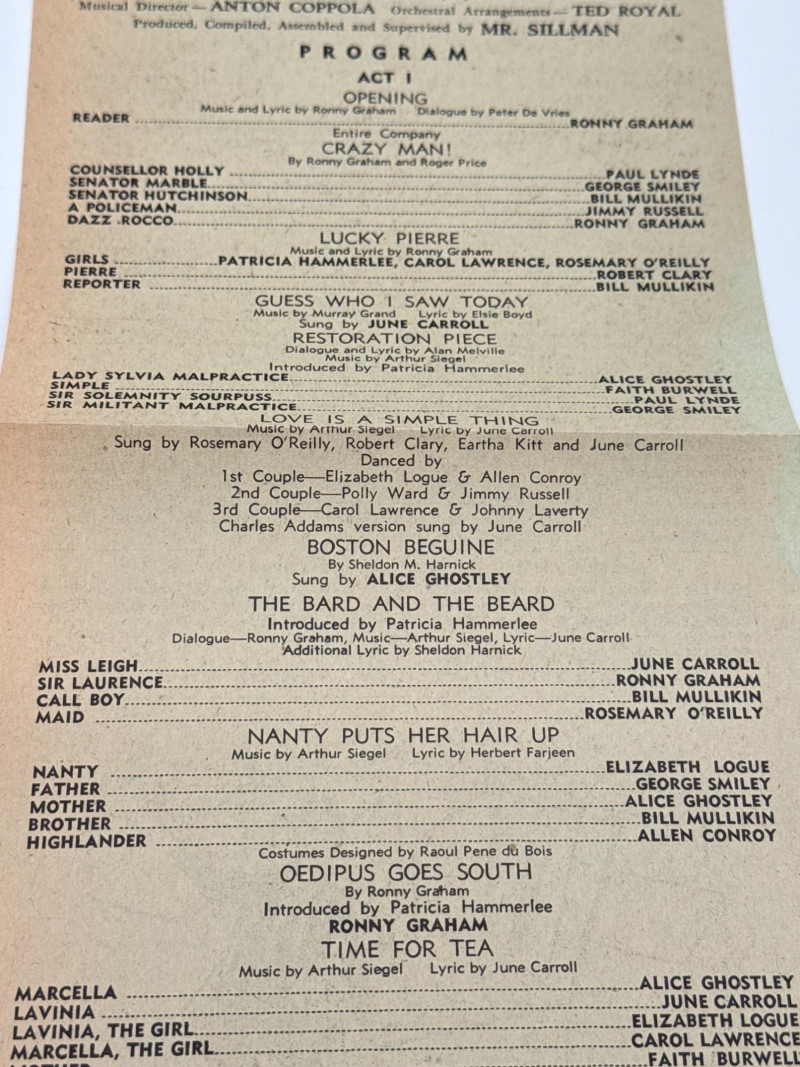 Musical Director — ANTON COPPOLA Orchestral Arrangements — TED ROYAL
Produced, Compiled, Assembled and Supervised by MR. SILLMAN
PROGRAM
ACT I
OPENING
Music and Lyric by Ronny Graham Dialogue by Peter De Vries
READER ........ RONNY GRAHAM
Entire Company
CRAZY MAN!
By Ronny Graham and Roger Price
COUNSELLOR HOLLY ........ PAUL LYNDE
SENATOR MARBLE ........ GEORGE SMILEY
SENATOR HUTCHINSON ........ BILL MULLIKIN
A POLICEMAN ........ JIMMY RUSSELL
DAZZ ROCCO ........ RONNY GRAHAM
LUCKY PIERRE
Music and Lyric by Ronny Graham
GIRLS ........ PATRICIA HAMMERLEE, CAROL LAWRENCE, ROSEMARY O'REILLY
PIERRE ........ ROBERT CLARY
REPORTER ........ BILL MULLIKIN
GUESS WHO I SAW TODAY
Music by Murray Grand Lyric by Elsie Boyd
Sung by JUNE CARROLL
RESTORATION PIECE
Dialogue and Lyric by Alan Melville
Music by Arthur Siegel
Introduced by Patricia Hammerlee
LADY SYLVIA MALPRACTICE ........ ALICE GHOSTLEY
SIMPLE ........ FAITH BURWELL
SIR SOLEMNITY SOURPUSS ........ PAUL LYNDE
SIR MILITANT MALPRACTICE ........ GEORGE SMILEY
LOVE IS A SIMPLE THING
Music by Arthur Siegel Lyric by June Carroll
Sung by Rosemary O'Reilly, Robert Clary, Eartha Kitt and June Carroll
Danced by
1st Couple—Elizabeth Logue & Allen Conroy
2nd Couple—Polly Ward & Jimmy Russell
3rd Couple—Carol Lawrence & Johnny Laverty
Charles Addams version sung by June Carroll
BOSTON BEGUINE
By Sheldon M. Harnick
Sung by ALICE GHOSTLEY
THE BARD AND THE BEARD
Introduced by Patricia Hammerlee
Dialogue—Ronny Graham, Music—Arthur Siegel, Lyric—June Carroll
Additional Lyric by Sheldon Harnick
MISS LEIGH ........ JUNE CARROLL
SIR LAURENCE ........ RONNY GRAHAM
CALL BOY ........ BILL MULLIKIN
MAID ........ ROSEMARY O'REILLY
NANTY PUTS HER HAIR UP
Music by Arthur Siegel Lyric by Herbert Farjeen
NANTY ........ ELIZABETH LOGUE
FATHER ........ GEORGE SMILEY
MOTHER ........ ALICE GHOSTLEY
BROTHER ........ BILL MULLIKIN
HIGHLANDER ........ ALLEN CONROY
Costumes Designed by Raoul Pene du Bois
OEDIPUS GOES SOUTH
By Ronny Graham
Introduced by Patricia Hammerlee
RONNY GRAHAM
TIME FOR TEA
Music by Arthur Siegel Lyric by June Carroll
MARCELLA ........ ALICE GHOSTLEY
LAVINIA ........ JUNE CARROLL
LAVINIA, THE GIRL ........ ELIZABETH LOGUE
MARCELLA, THE GIRL ........ CAROL LAWRENCE
FAITH BURWELL